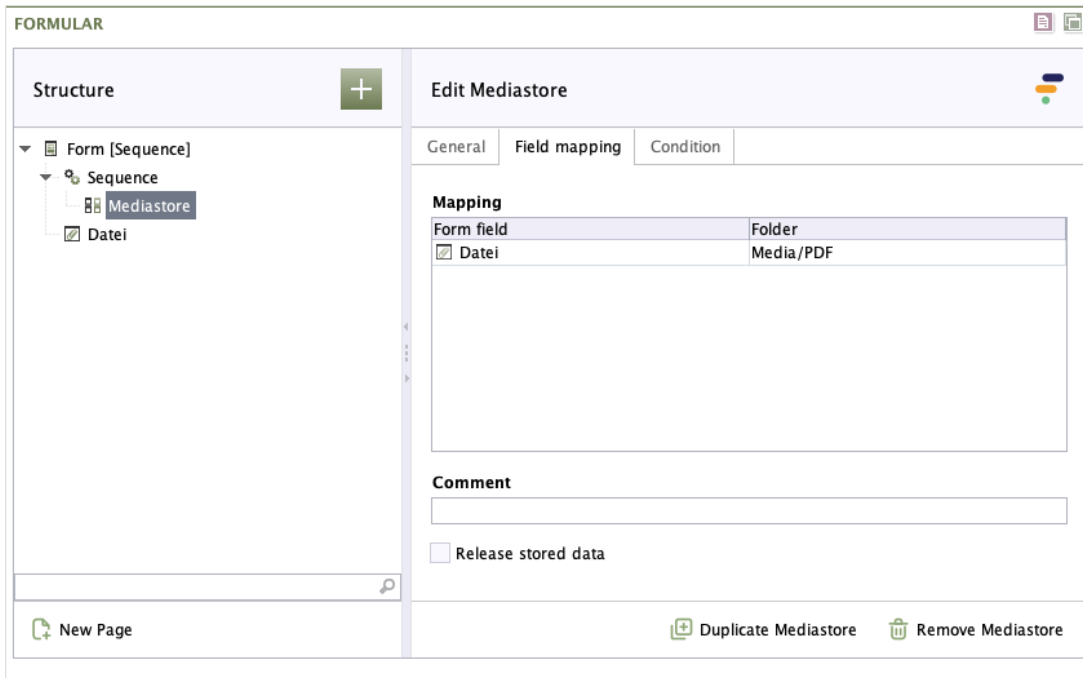 FORMULAR
Structure
Form [Sequence]
Sequence
Mediastore
Datei
New Page
Edit Mediastore
General
Field mapping
Condition
Mapping
Form field
Folder
Datei
Media/PDF
Comment
Release stored data
Duplicate Mediastore
Remove Mediastore